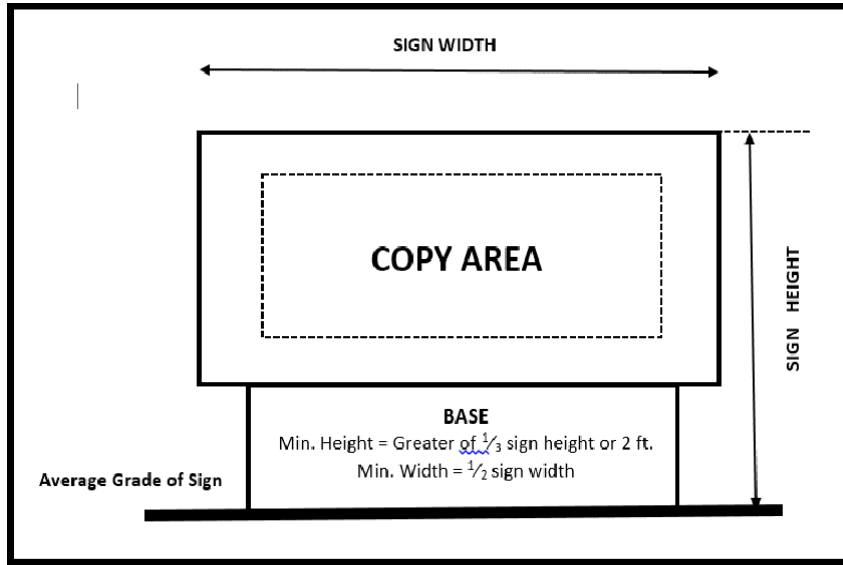 SIGN WIDTH
COPY AREA
SIGN HEIGHT
BASE
Min. Height = Greater of 1/3 sign height or 2 ft.
Min. Width = 1/2 sign width
Average Grade of Sign